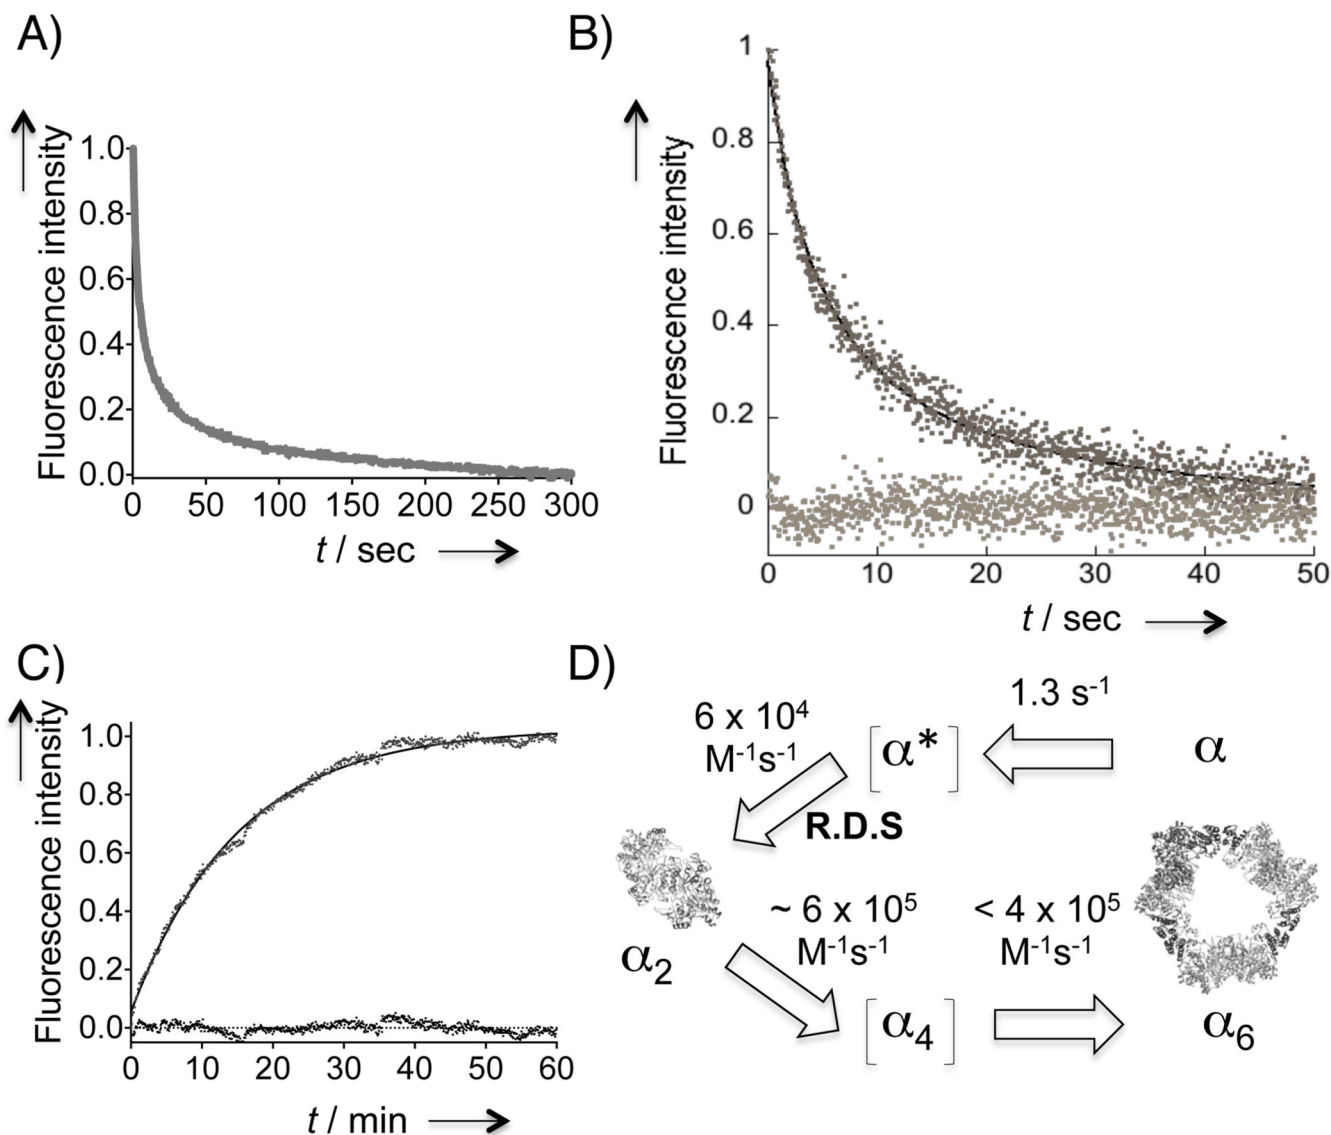 A)
Fluorescence intensity
1.0
0.8
0.6
0.4
0.2
0.0
0 50 100 150 200 250 300
t / sec
B)
Fluorescence intensity
1
0.8
0.6
0.4
0.2
0
0 10 20 30 40 50
t / sec
C)
Fluorescence intensity
1.0
0.8
0.6
0.4
0.2
0.0
0 10 20 30 40 50 60
t / min
D)
1.3 s⁻¹
6 x 10⁴
M⁻¹s⁻¹
[α*]
α
R.D.S
~ 6 x 10⁵
M⁻¹s⁻¹
< 4 x 10⁵
M⁻¹s⁻¹
α₂
[α₄]
α₆